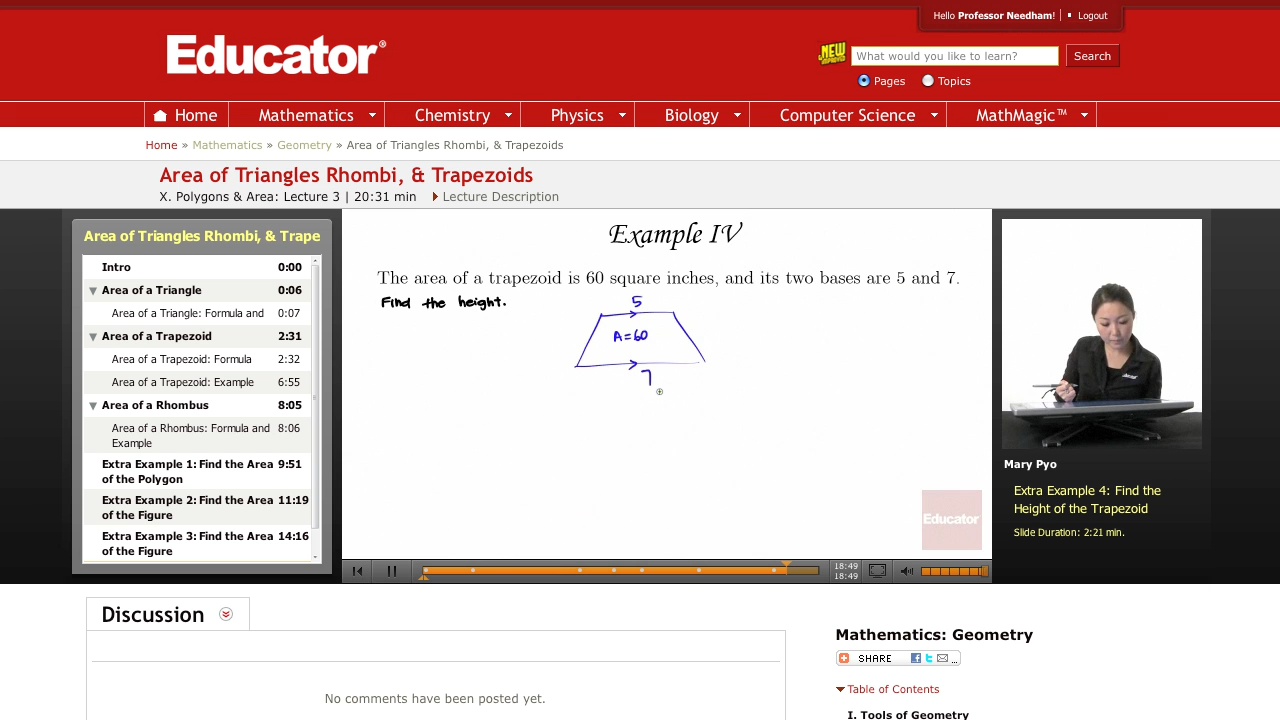 Hello Professor Needham! Logout
Educator®
NEW
What would you like to learn? Search
Pages Topics
Home Mathematics Chemistry Physics Biology Computer Science MathMagic™
Home » Mathematics » Geometry » Area of Triangles Rhombi, & Trapezoids
Area of Triangles Rhombi, & Trapezoids
X. Polygons & Area: Lecture 3 | 20:31 min Lecture Description
Area of Triangles Rhombi, & Trape
Intro 0:00
Area of a Triangle 0:06
Area of a Triangle: Formula and 0:07
Area of a Trapezoid 2:31
Area of a Trapezoid: Formula 2:32
Area of a Trapezoid: Example 6:55
Area of a Rhombus 8:05
Area of a Rhombus: Formula and 8:06
Example
Extra Example 1: Find the Area 9:51
of the Polygon
Extra Example 2: Find the Area 11:19
of the Figure
Extra Example 3: Find the Area 14:16
of the Figure
Example IV
The area of a trapezoid is 60 square inches, and its two bases are 5 and 7.
Find the height.
5
A=60
7
Educator
18:49
18:49
Mary Pyo
Extra Example 4: Find the
Height of the Trapezoid
Slide Duration: 2:21 min.
Discussion
No comments have been posted yet.
Mathematics: Geometry
SHARE ...
Table of Contents
I. Tools of Geometry